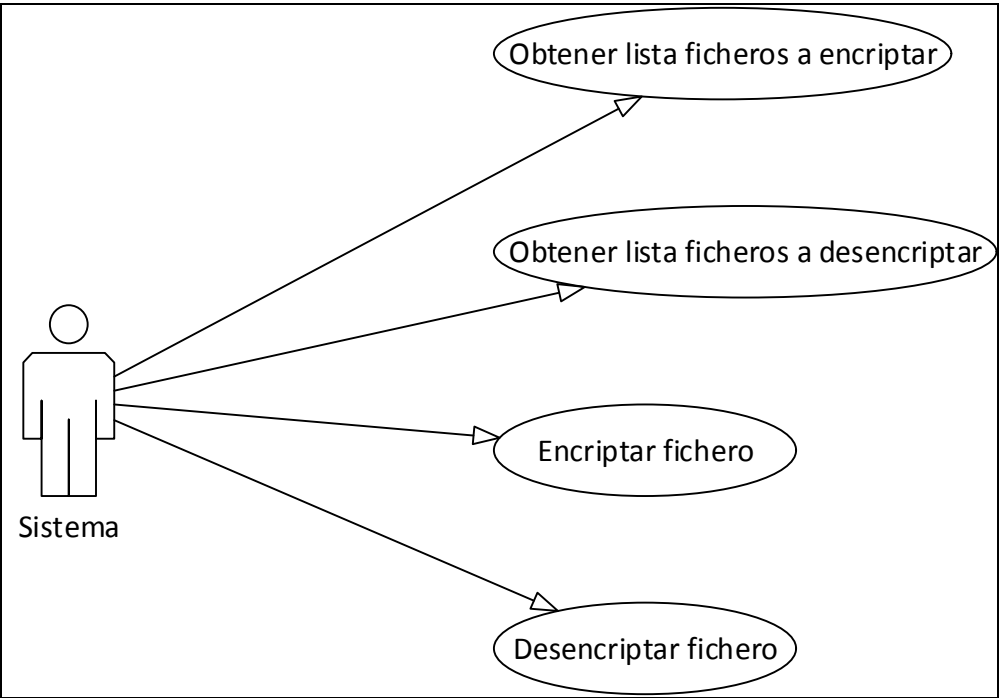 Obtener lista ficheros a encriptar
Obtener lista ficheros a desencriptar
Encriptar fichero
Sistema
Desencriptar fichero